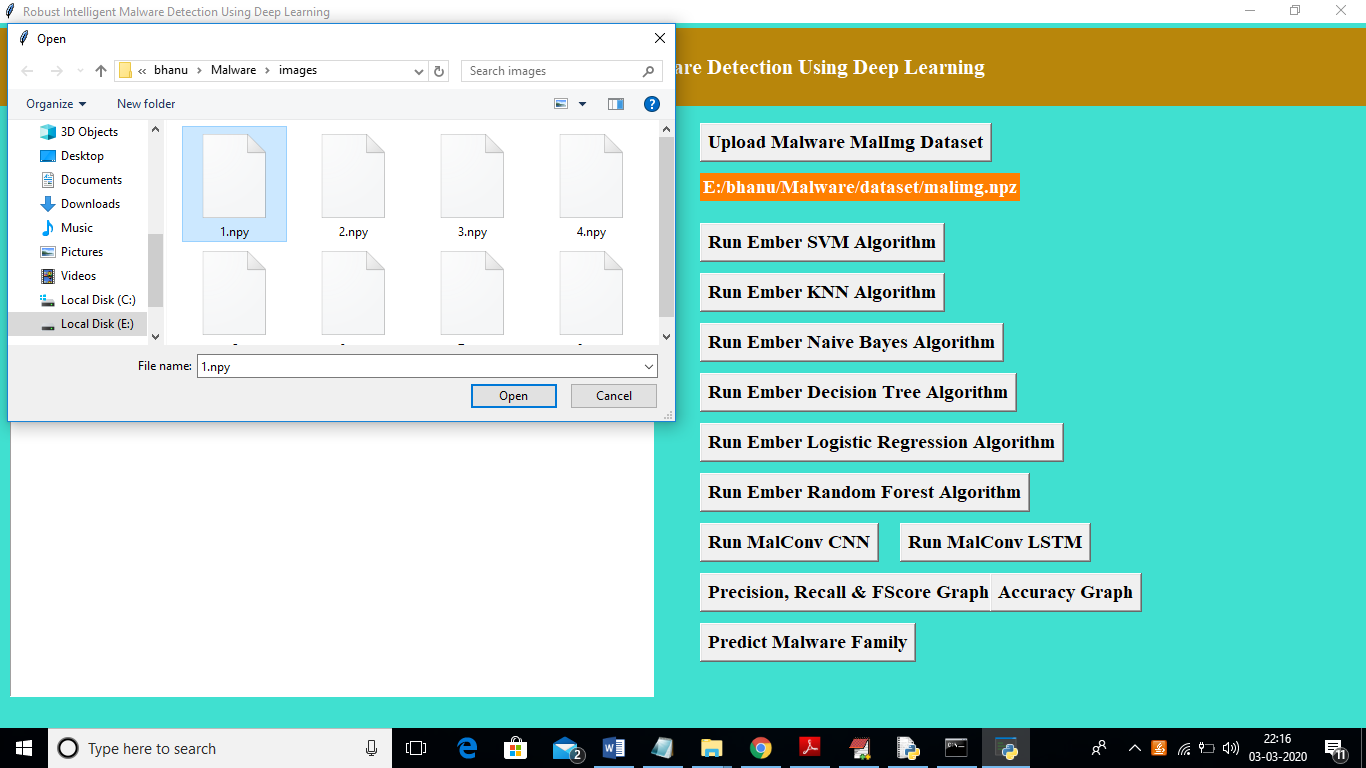 Robust Intelligent Malware Detection Using Deep Learning
Open
« bhanu > Malware > images
Search images
Organize
New folder
3D Objects
Desktop
Documents
Downloads
Music
Pictures
Videos
Local Disk (C:)
Local Disk (E:)
1.npy 2.npy 3.npy 4.npy
File name: 1.npy
Open Cancel
Detection Using Deep Learning
Upload Malware MalImg Dataset
E:/bhanu/Malware/dataset/malimg.npz
Run Ember SVM Algorithm
Run Ember KNN Algorithm
Run Ember Naive Bayes Algorithm
Run Ember Decision Tree Algorithm
Run Ember Logistic Regression Algorithm
Run Ember Random Forest Algorithm
Run MalConv CNN Run MalConv LSTM
Precision, Recall & FScore Graph Accuracy Graph
Predict Malware Family
Type here to search
2
22:16
03-03-2020
11